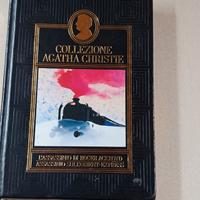 COLLEZIONE
AGATHA CHRISTIE
L'ASSASSINIO DI ROGER ACKROYD
ASSASSINIO SULL'ORIENT-EXPRESS